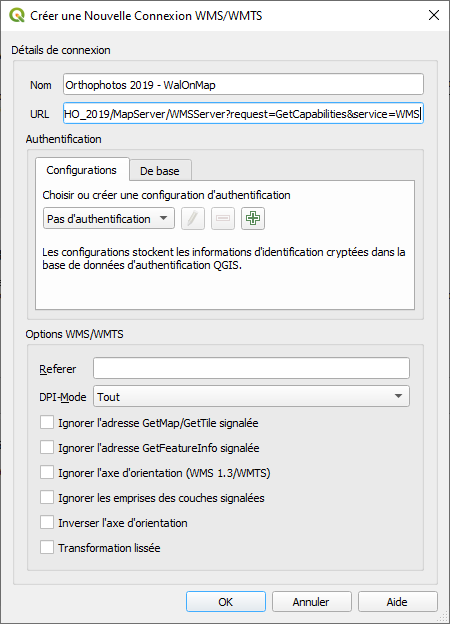 Créer une Nouvelle Connexion WMS/WMTS
Détails de connexion
Nom Orthophotos 2019 - WalOnMap
URL HO_2019/MapServer/WMSServer?request=GetCapabilities&service=WMS
Authentification
Configurations De base
Choisir ou créer une configuration d'authentification
Pas d'authentification
Les configurations stockent les informations d'identification cryptées dans la
base de données d'authentification QGIS.
Options WMS/WMTS
Referer
DPI-Mode Tout
Ignorer l'adresse GetMap/GetTile signalée
Ignorer l'adresse GetFeatureInfo signalée
Ignorer l'axe d'orientation (WMS 1.3/WMTS)
Ignorer les emprises des couches signalées
Inverser l'axe d'orientation
Transformation lissée
OK Annuler Aide